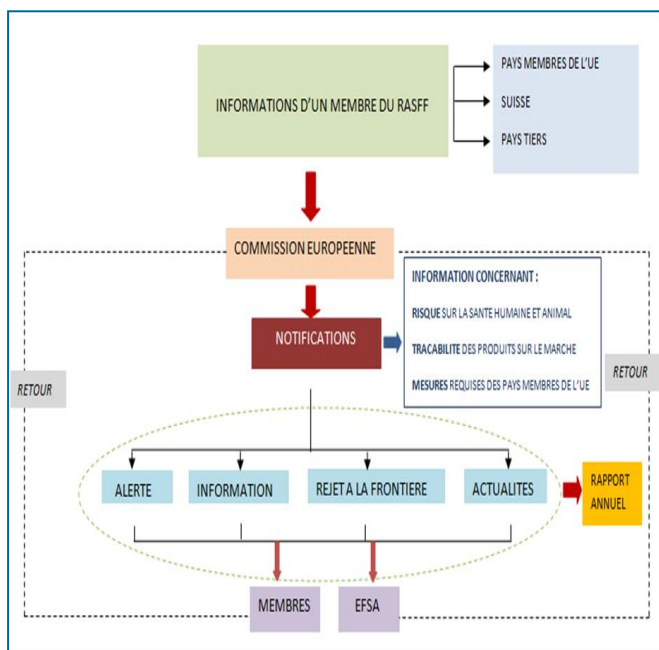 INFORMATIONS D'UN MEMBRE DU RASFF
PAYS MEMBRES DE L'UE
SUISSE
PAYS TIERS
COMMISSION EUROPEENNE
NOTIFICATIONS
INFORMATION CONCERNANT :
RISQUE SUR LA SANTE HUMAINE ET ANIMAL
TRACABILITE DES PRODUITS SUR LE MARCHE
MESURES REQUISES DES PAYS MEMBRES DE L'UE
RETOUR
RETOUR
ALERTE
INFORMATION
REJET A LA FRONTIERE
ACTUALITES
RAPPORT
ANNUEL
MEMBRES
EFSA